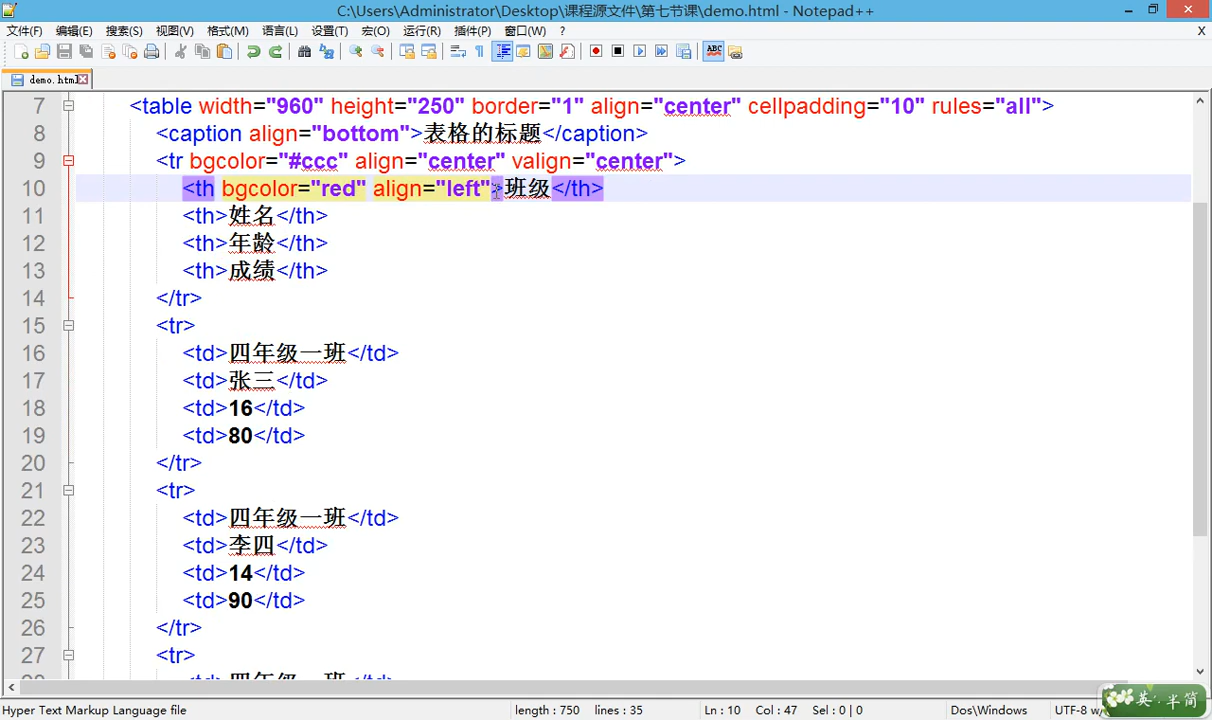 C:\Users\Administrator\Desktop\课程源文件\第七节课\demo.html - Notepad++
文件(F) 编辑(E) 搜索(S) 视图(V) 格式(M) 语言(L) 设置(T) 宏(O) 运行(R) 插件(P) 窗口(W) ? X
demo.html
7 <table width="960" height="250" border="1" align="center" cellpadding="10" rules="all">
8 <caption align="bottom">表格的标题</caption>
9 <tr bgcolor="#ccc" align="center" valign="center">
10 <th bgcolor="red" align="left">班级</th>
11 <th>姓名</th>
12 <th>年龄</th>
13 <th>成绩</th>
14 </tr>
15 <tr>
16 <td>四年级一班</td>
17 <td>张三</td>
18 <td>16</td>
19 <td>80</td>
20 </tr>
21 <tr>
22 <td>四年级一班</td>
23 <td>李四</td>
24 <td>14</td>
25 <td>90</td>
26 </tr>
27 <tr>
Hyper Text Markup Language file length : 750 lines : 35 Ln : 10 Col : 47 Sel : 0 | 0 Dos\Windows UTF-8 w/
英 半 简